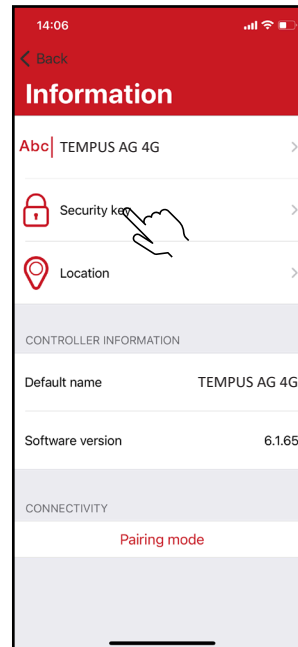 14:06
Back
Information
Abc TEMPUS AG 4G
Security key
Location
CONTROLLER INFORMATION
Default name TEMPUS AG 4G
Software version 6.1.65
CONNECTIVITY
Pairing mode